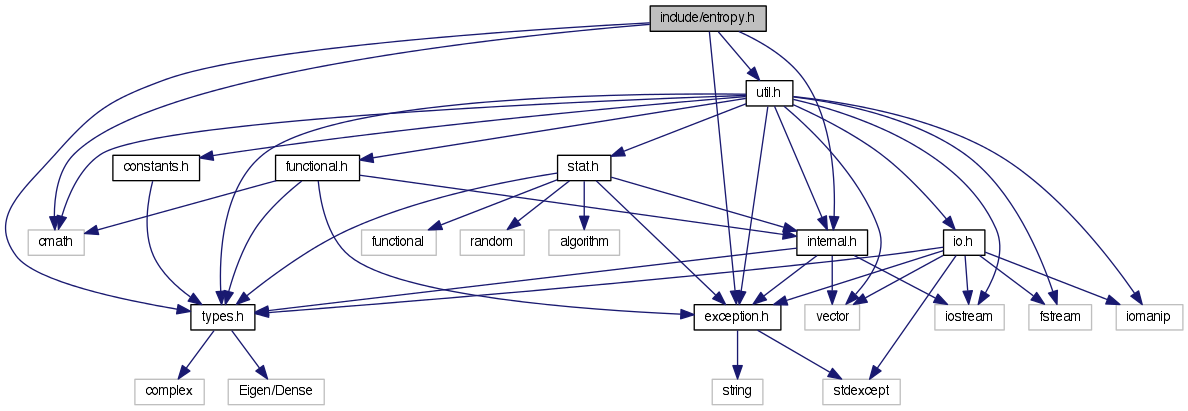 include/entropy.h
util.h
constants.h
functional.h
stat.h
cmath
functional
random
algorithm
internal.h
io.h
types.h
exception.h
vector
iostream
fstream
iomanip
complex
Eigen/Dense
string
stdexcept